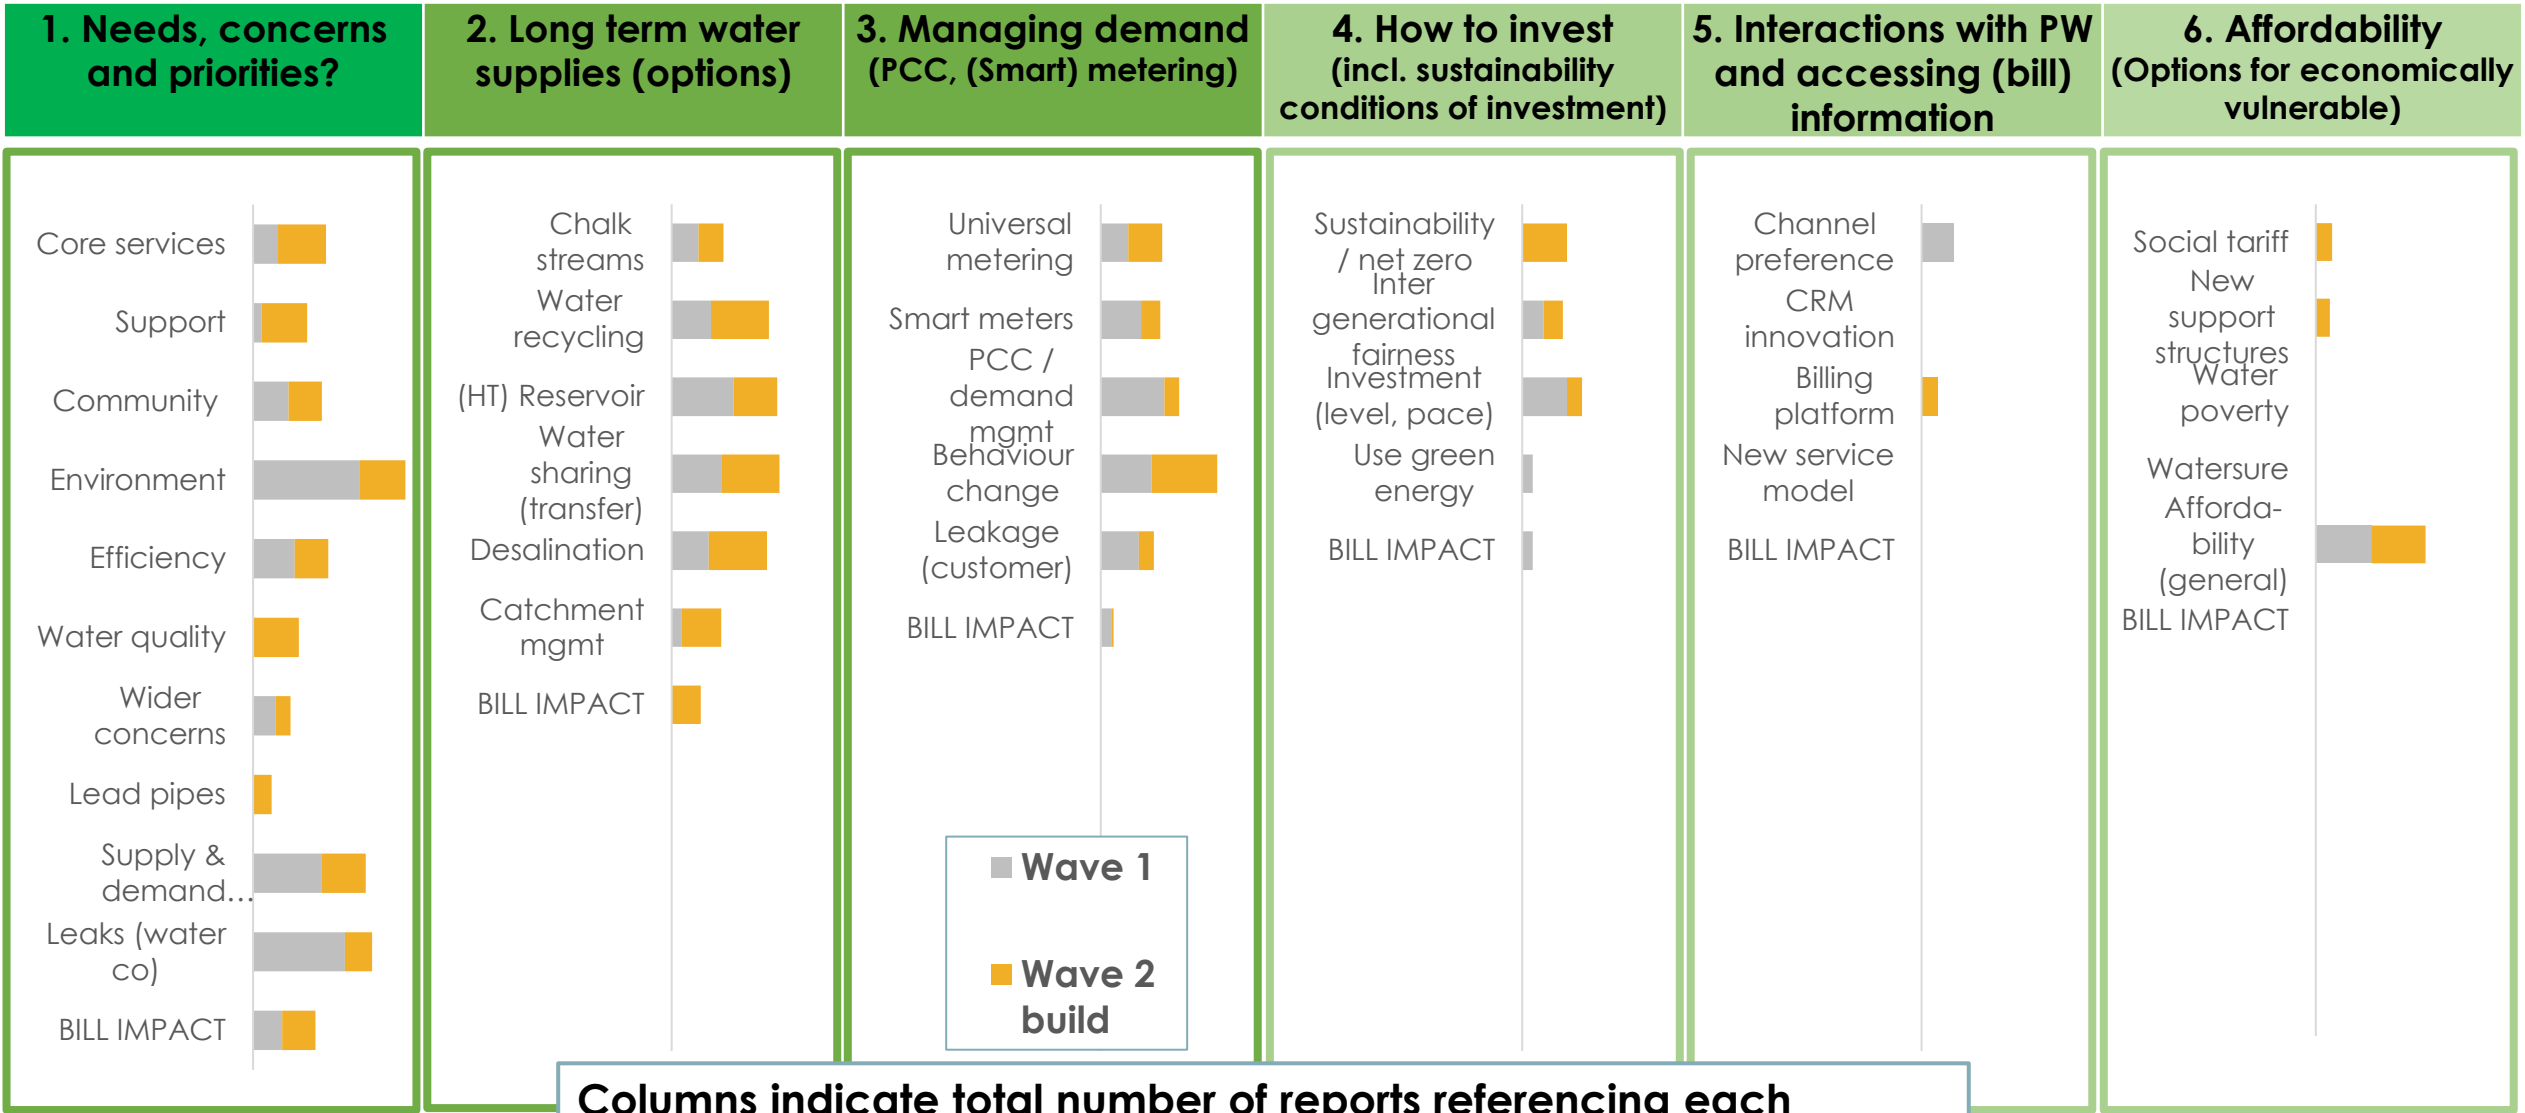 1. Needs, concerns
and priorities?
2. Long term water
supplies (options)
3. Managing demand
(PCC, (Smart) metering)
4. How to invest
(incl. sustainability
conditions of investment)
5. Interactions with PW
and accessing (bill)
information
6. Affordability
(Options for economically
vulnerable)
Core services
Support
Community
Environment
Efficiency
Water quality
Wider
concerns
Lead pipes
Supply &
demand...
Leaks (water
co)
BILL IMPACT
Chalk
streams
Water
recycling
(HT) Reservoir
Water
sharing
(transfer)
Desalination
Catchment
mgmt
BILL IMPACT
Universal
metering
Smart meters
PCC /
demand
mgmt
Behaviour
change
Leakage
(customer)
BILL IMPACT
Wave 1
Wave 2
build
Sustainability
/ net zero
Inter
generational
fairness
Investment
(level, pace)
Use green
energy
BILL IMPACT
Channel
preference
CRM
innovation
Billing
platform
New service
model
BILL IMPACT
Social tariff
New
support
structures
Water
poverty
Watersure
Afforda-
bility
(general)
BILL IMPACT
Columns indicate total number of reports referencing each